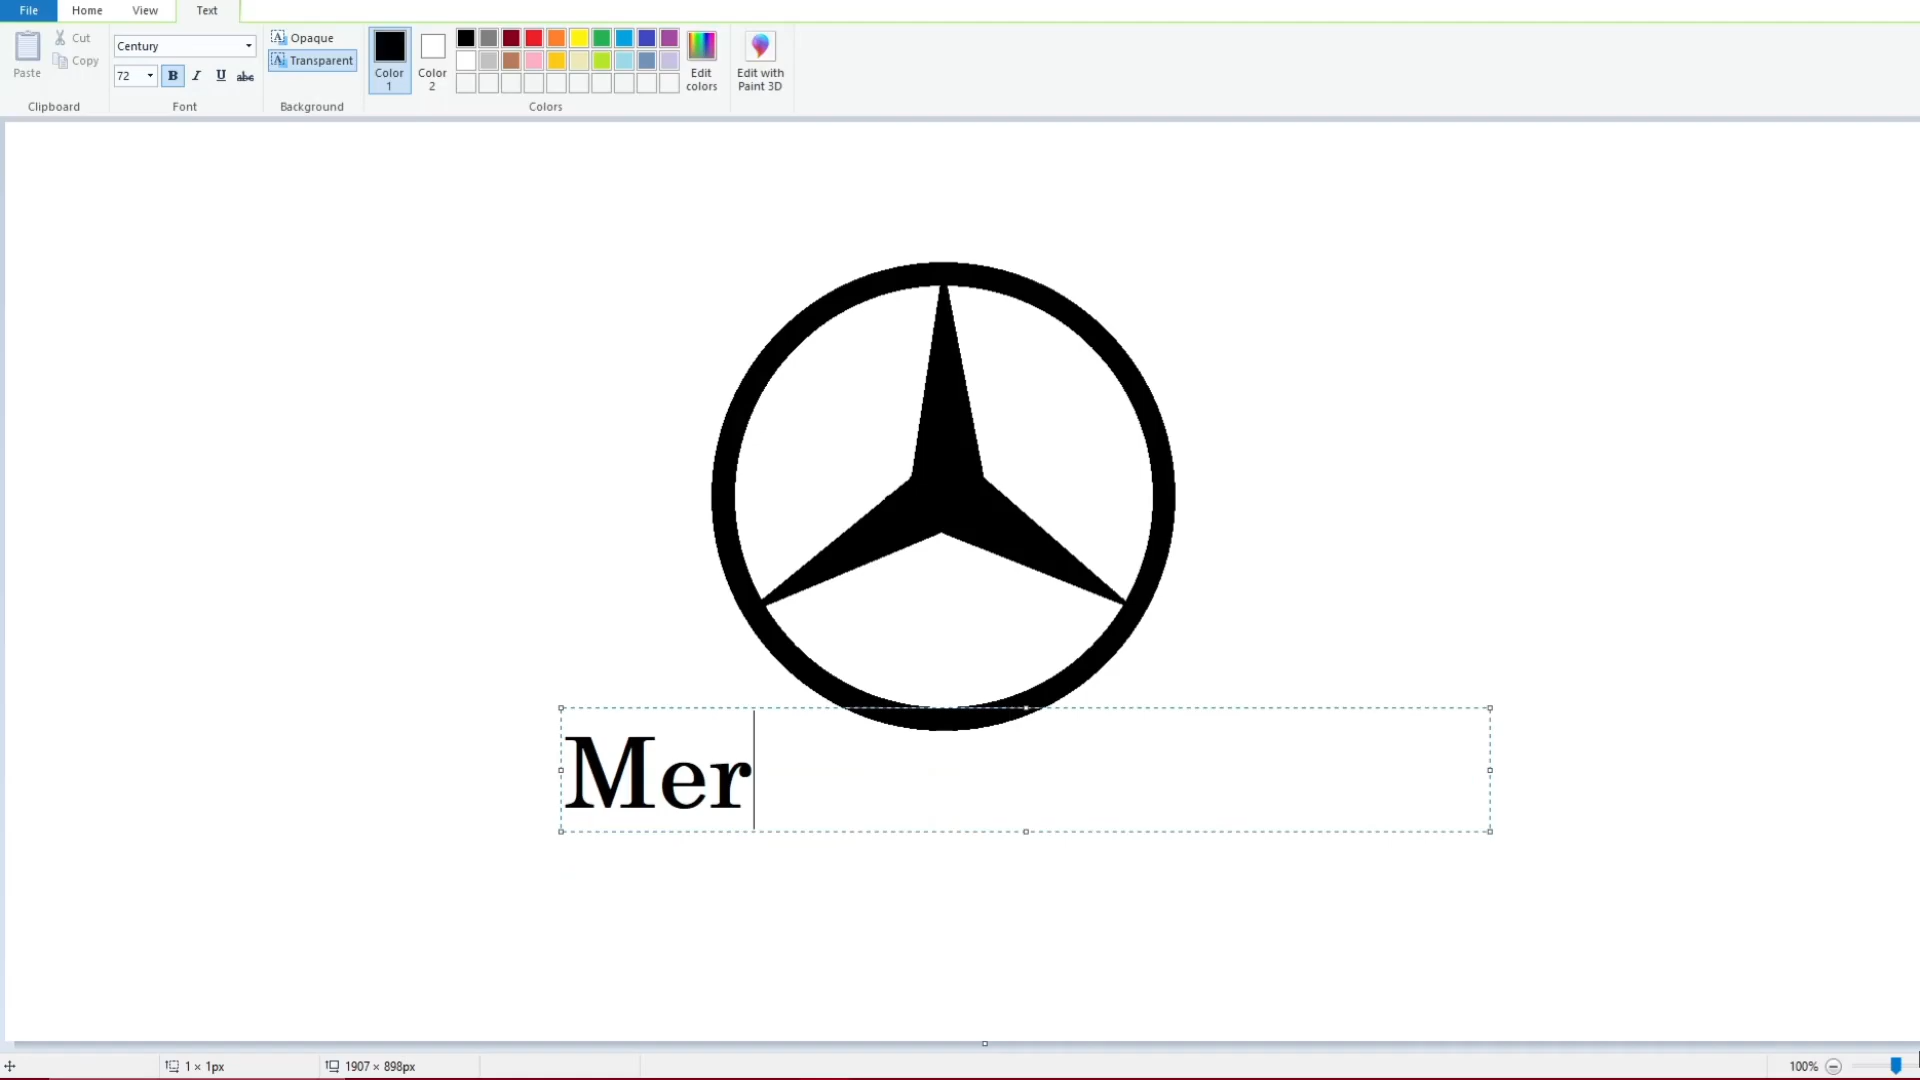 File Home View Text
Paste
Cut
Copy
Clipboard
Century
72 B I U abc
Font
Opaque
Transparent
Background
Color 1
Color 2
Edit colors
Colors
Edit with Paint 3D
Mer
1 × 1px
1907 × 898px
100%